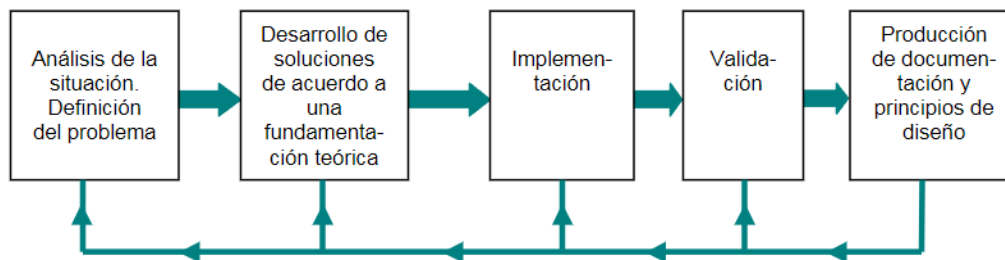 Análisis de la
situación.
Definición
del problema
Desarrollo de
soluciones
de acuerdo a
una
fundamenta-
ción teórica
Implemen-
tación
Valida-
ción
Producción
de documen-
tación y
principios de
diseño